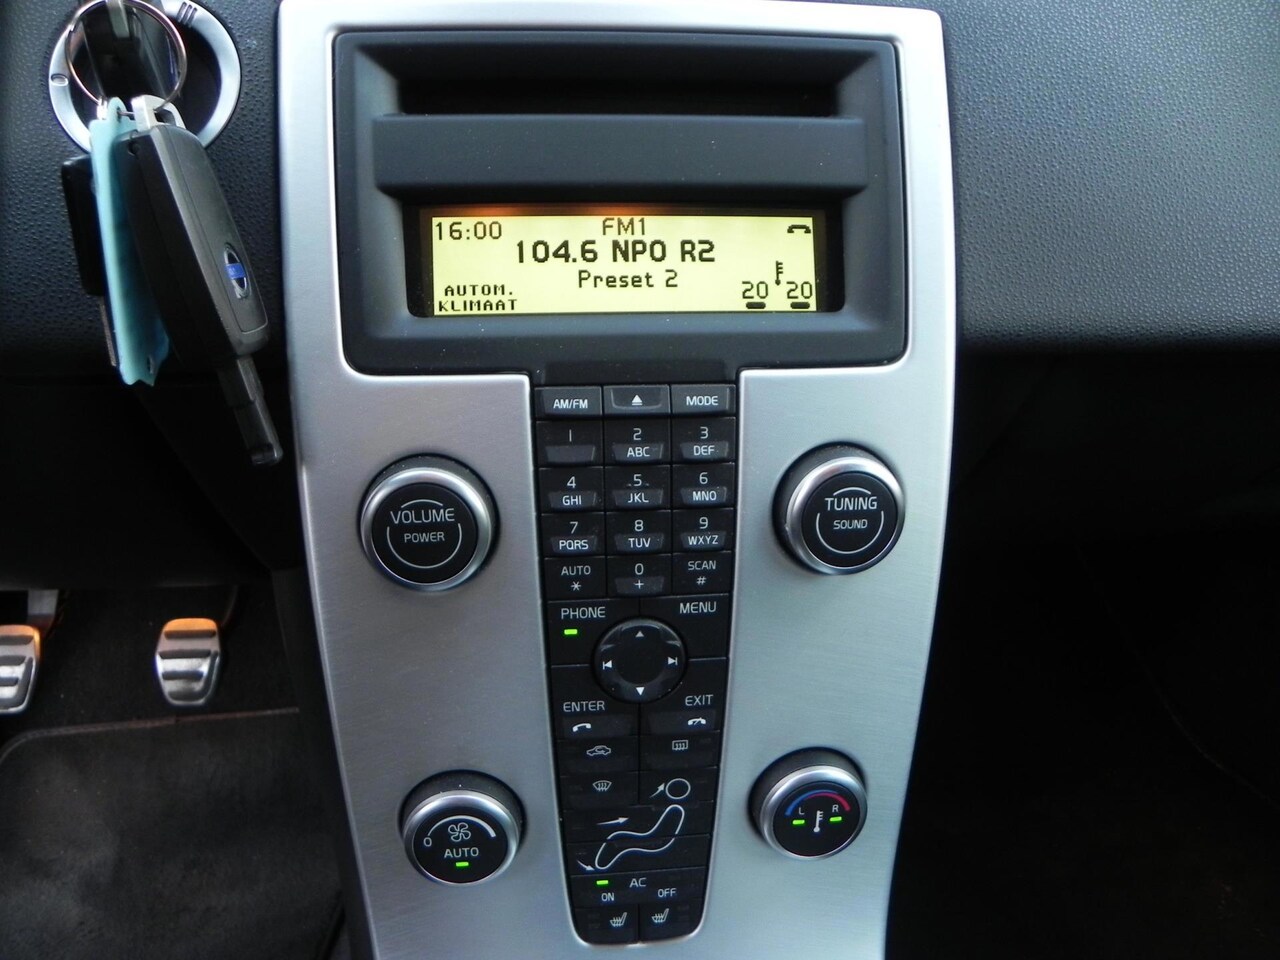 16:00 FM1
104.6 NPO R2
Preset 2
AUTOM.
KLIMAAT
20 20
AM/FM MODE
1 2 ABC 3 DEF
4 GHI 5 JKL 6 MNO
7 PQRS 8 TUV 9 WXYZ
AUTO * 0 + SCAN #
VOLUME
POWER
TUNING
SOUND
PHONE MENU
ENTER EXIT
0
AUTO
L R
AC
ON OFF